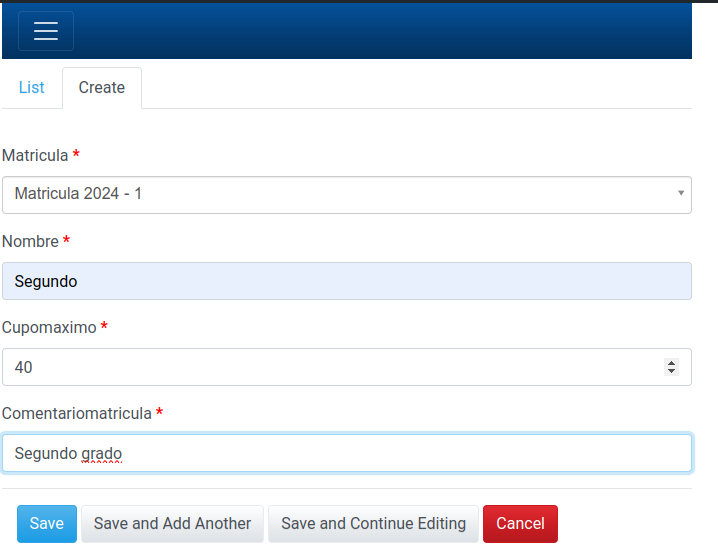 List Create
Matricula *
Matricula 2024 - 1
Nombre *
Segundo
Cupomaximo *
40
Comentariomatricula *
Segundo grado
Save Save and Add Another Save and Continue Editing Cancel